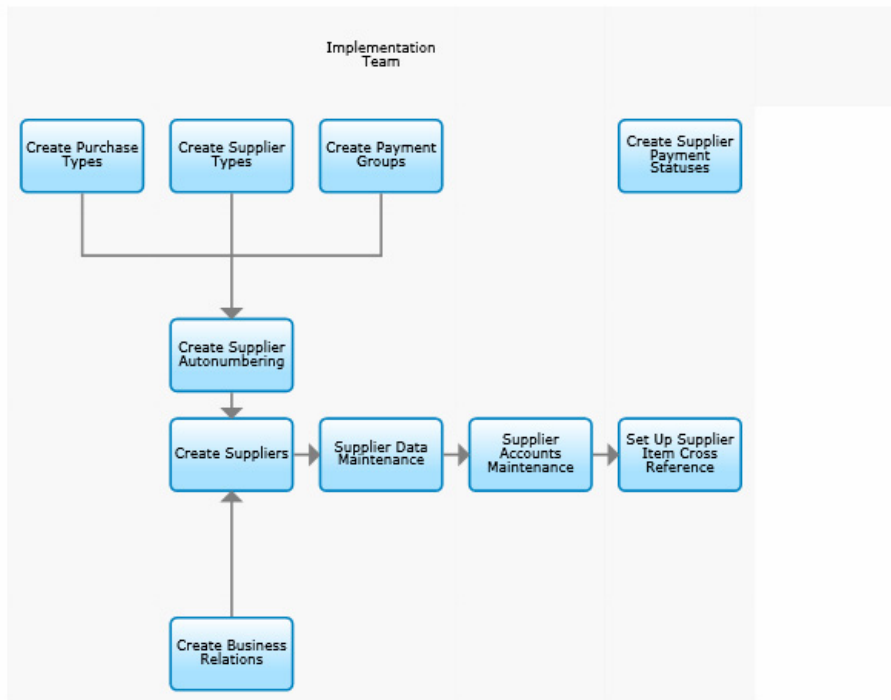 Implementation
Team
Create Purchase
Types
Create Supplier
Types
Create Payment
Groups
Create Supplier
Payment
Statuses
Create Supplier
Autonumbering
Create Suppliers
Supplier Data
Maintenance
Supplier
Accounts
Maintenance
Set Up Supplier
Item Cross
Reference
Create Business
Relations